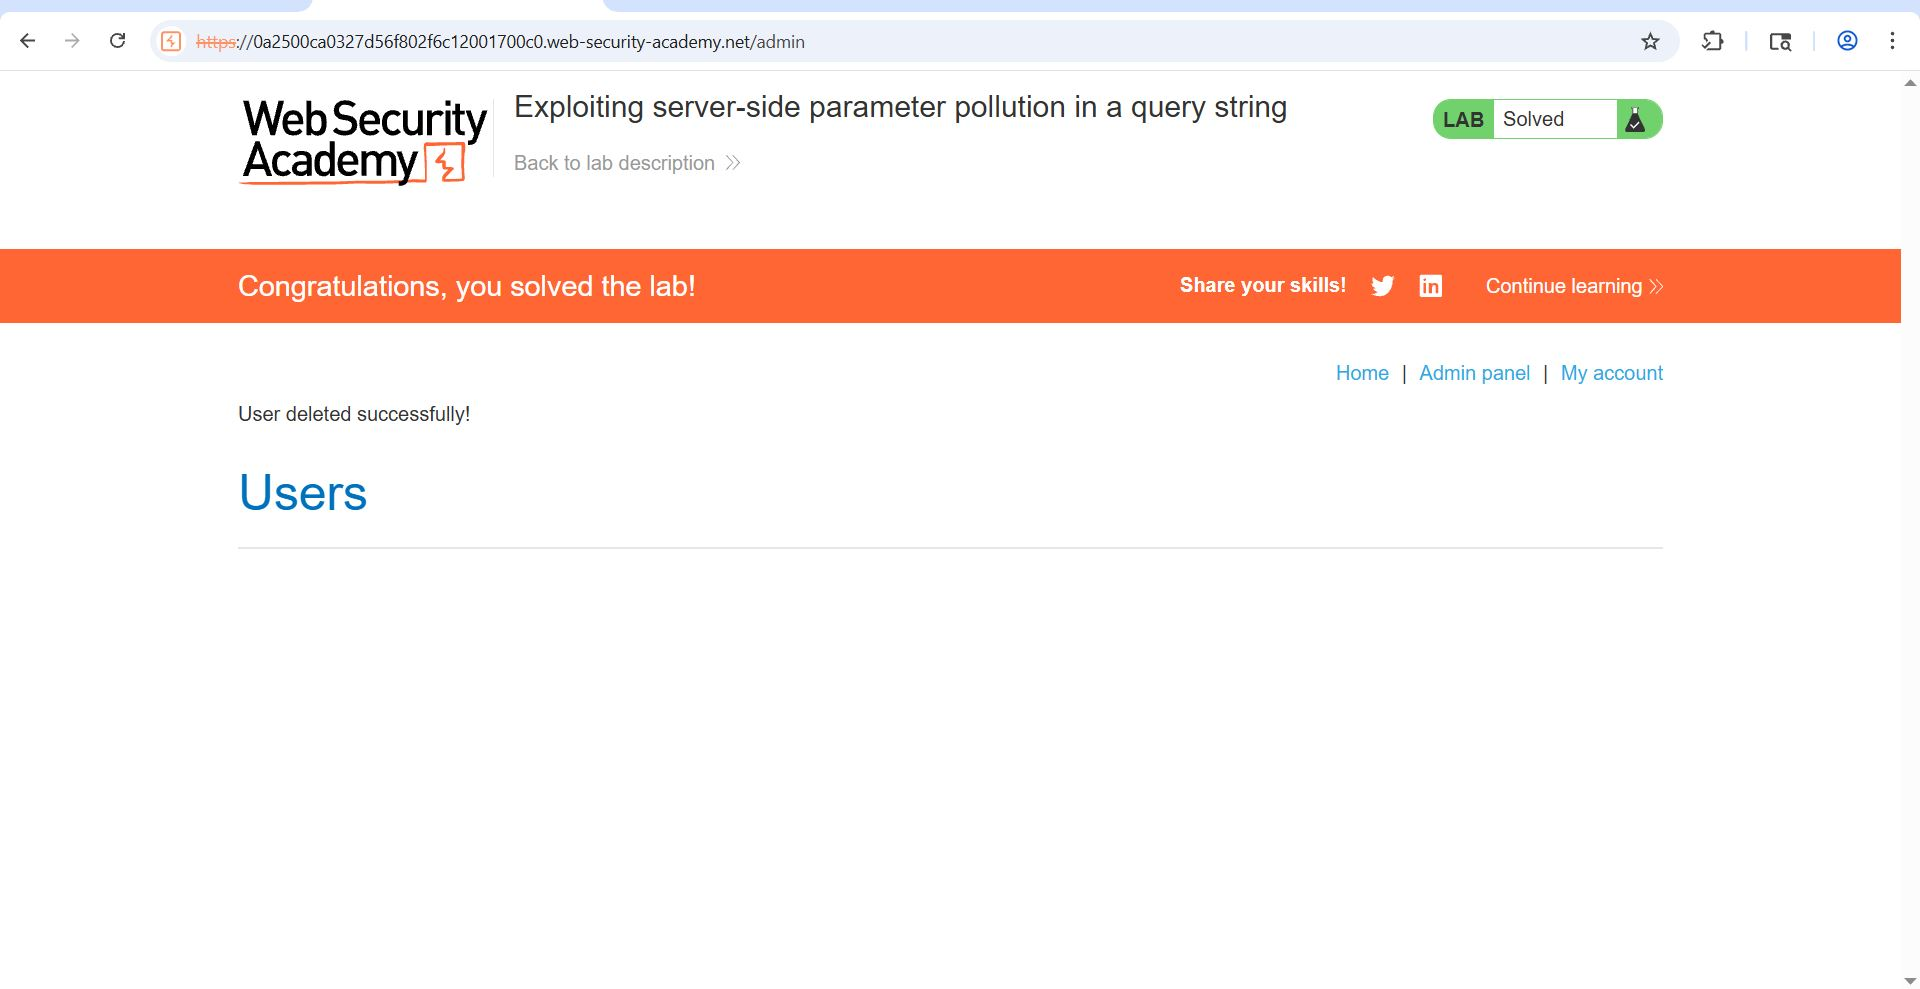 https://0a2500ca0327d56f802f6c12001700c0.web-security-academy.net/admin
Web Security
Academy
Exploiting server-side parameter pollution in a query string
Back to lab description
LAB Solved
Congratulations, you solved the lab!
Share your skills!
Continue learning
Home | Admin panel | My account
User deleted successfully!
Users